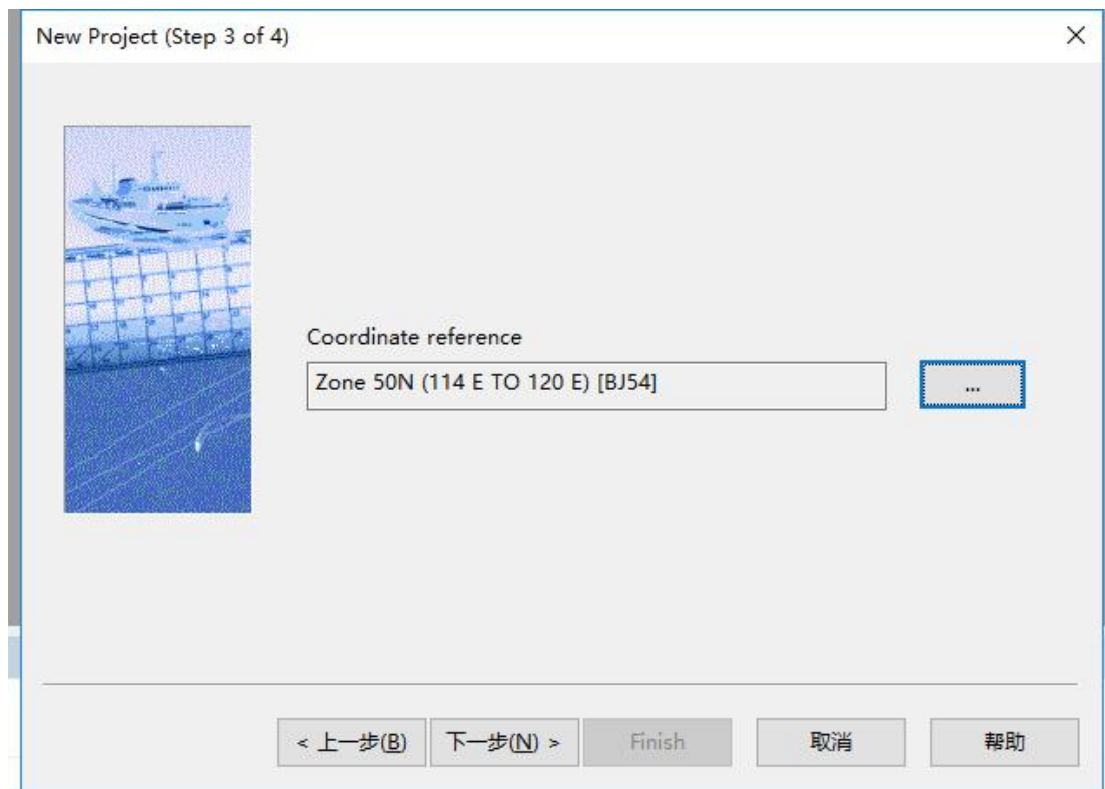 New Project (Step 3 of 4)
Coordinate reference
Zone 50N (114 E TO 120 E) [BJ54]
...
< 上一步(B) 下一步(N) > Finish 取消 帮助